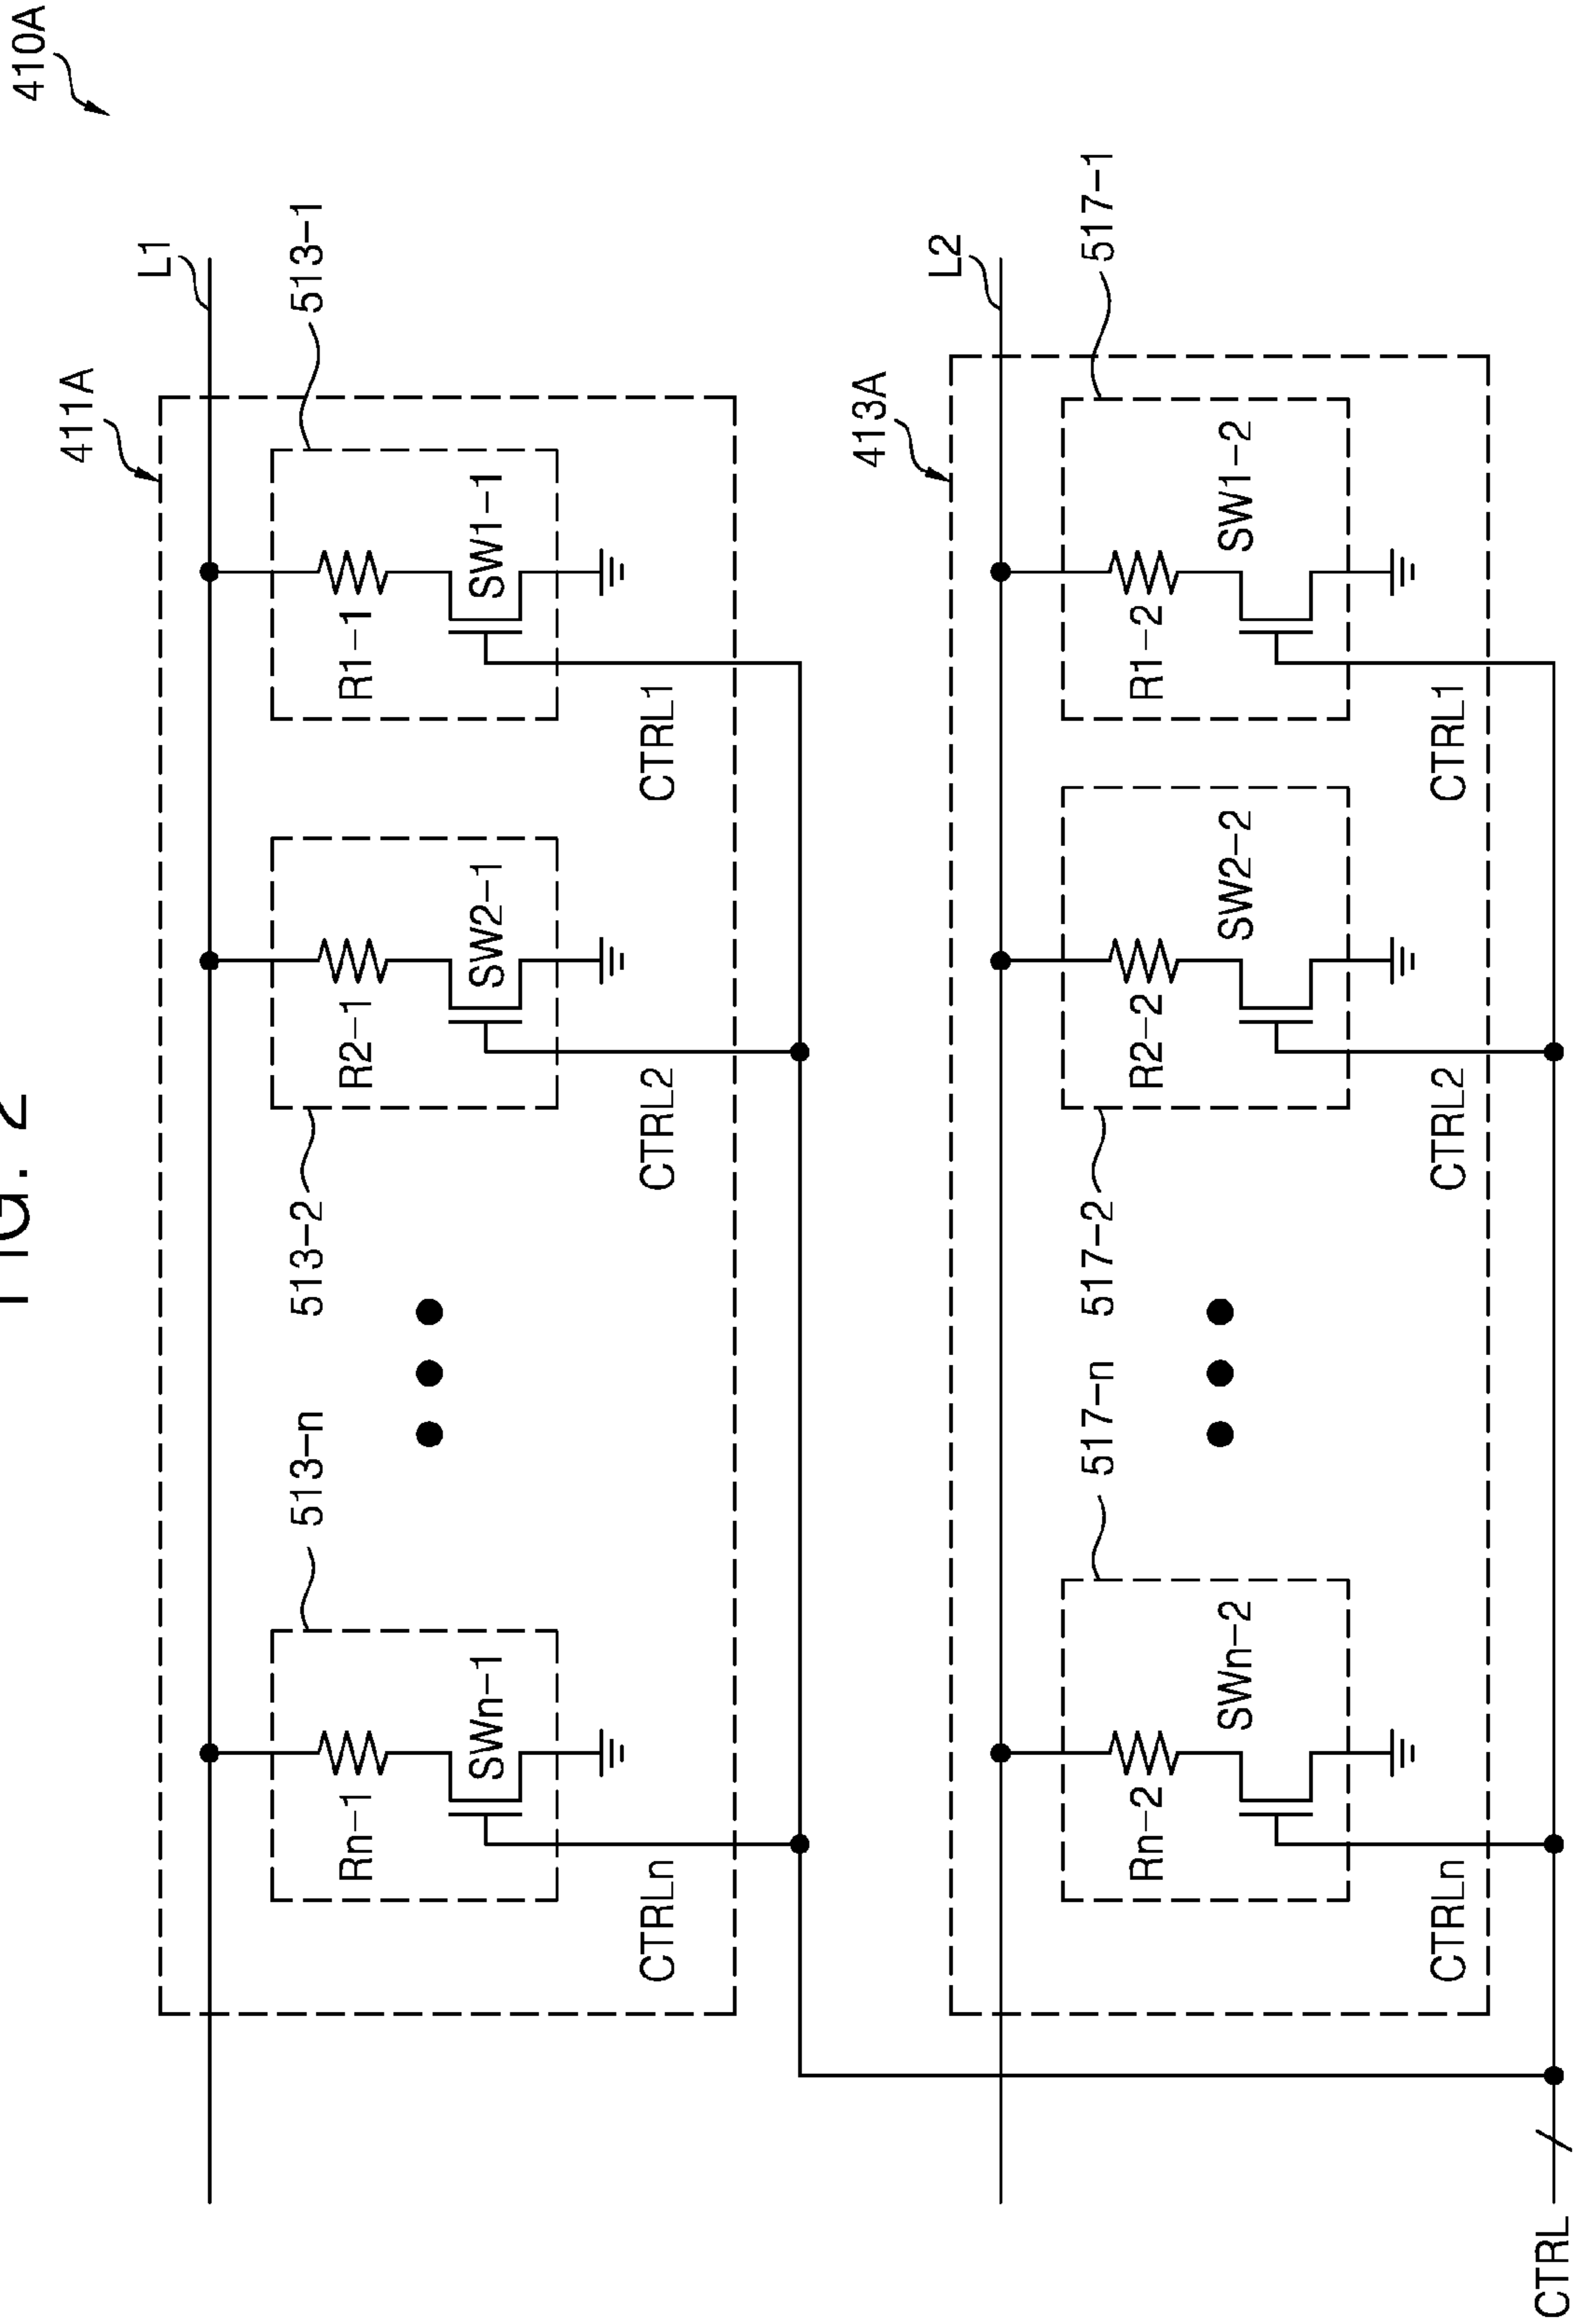 FIG. 2
410A
411A
L1
513-n
513-2
513-1
Rn-1
SWn-1
R2-1
SW2-1
R1-1
SW1-1
CTRLn
CTRL2
CTRL1
413A
L2
517-n
517-2
517-1
Rn-2
SWn-2
R2-2
SW2-2
R1-2
SW1-2
CTRLn
CTRL2
CTRL1
CTRL